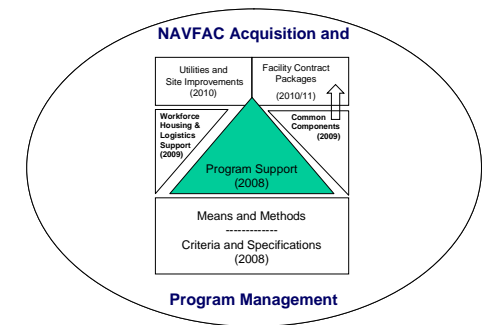 NAVFAC Acquisition and
Utilities and
Site Improvements
(2010)
Facility Contract
Packages
(2010/11)
Workforce
Housing &
Logistics
Support
(2009)
Common
Components
(2009)
Program Support
(2008)
Means and Methods
-------------
Criteria and Specifications
(2008)
Program Management